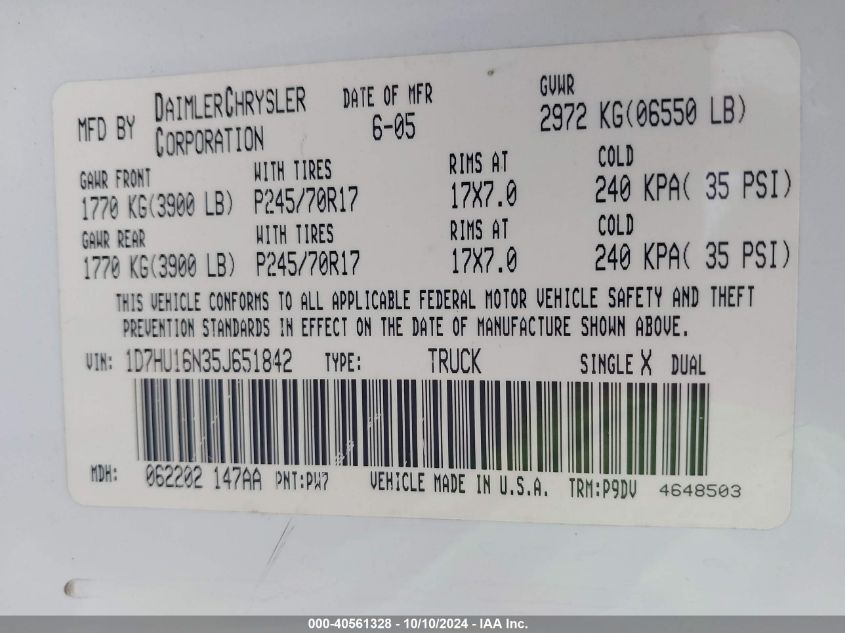 MFD BY DAIMLERCHRYSLER CORPORATION
DATE OF MFR
6-05
GVWR
2972 KG(06550 LB)
GAWR FRONT WITH TIRES RIMS AT COLD
1770 KG(3900 LB) P245/70R17 17X7.0 240 KPA( 35 PSI)
GAWR REAR WITH TIRES RIMS AT COLD
1770 KG(3900 LB) P245/70R17 17X7.0 240 KPA( 35 PSI)
THIS VEHICLE CONFORMS TO ALL APPLICABLE FEDERAL MOTOR VEHICLE SAFETY AND THEFT
PREVENTION STANDARDS IN EFFECT ON THE DATE OF MANUFACTURE SHOWN ABOVE.
VIN: 1D7HU16N35J651842 TYPE: TRUCK SINGLE X DUAL
MDH: 062202 147AA PNT:PW7 VEHICLE MADE IN U.S.A. TRM:P9DV 4648503
000-40561328 - 10/10/2024 - IAA Inc.